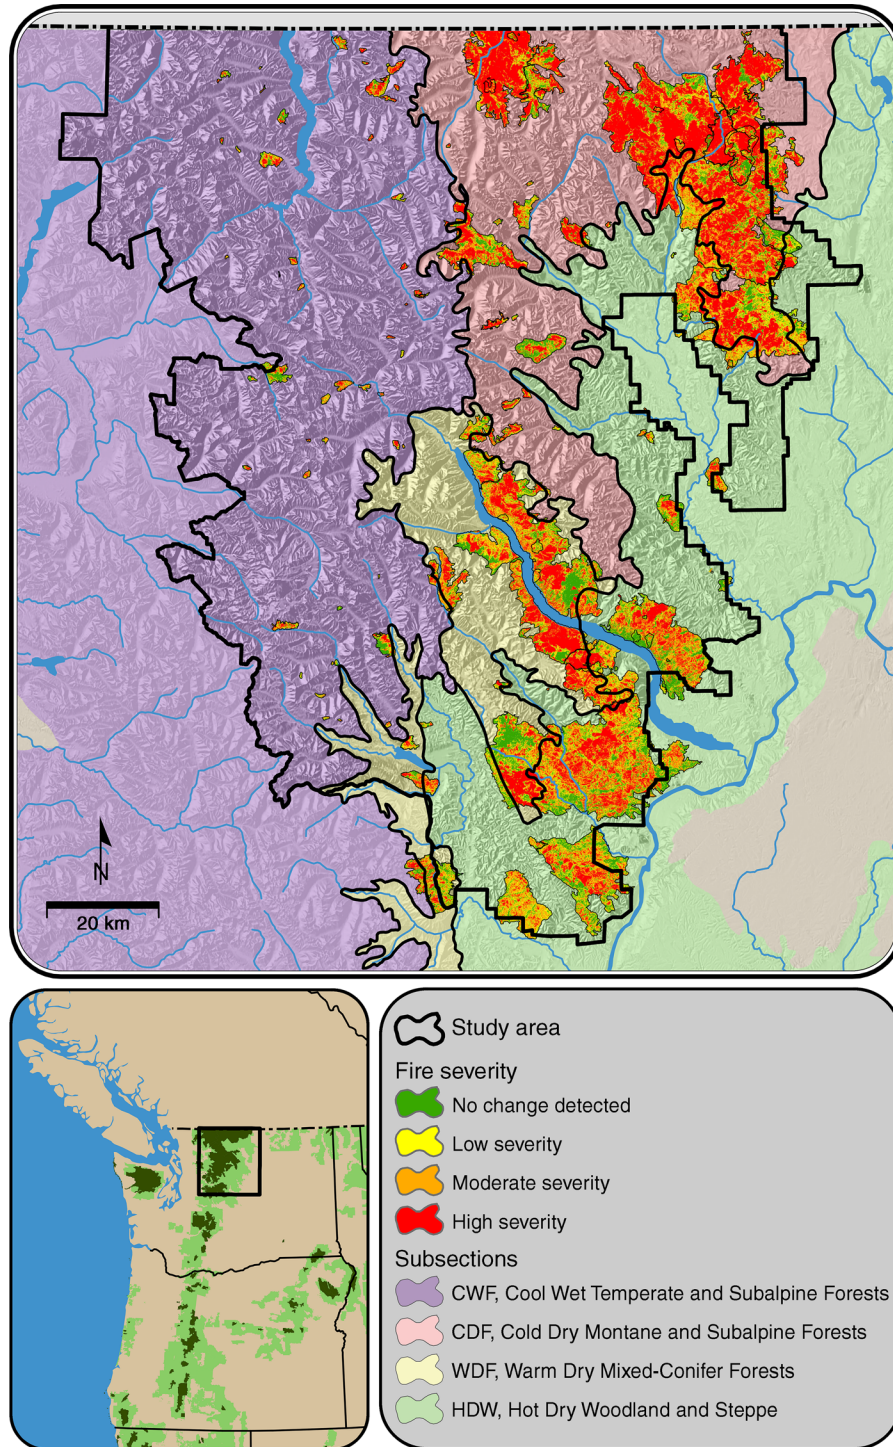 N
20 km
Study area
Fire severity
No change detected
Low severity
Moderate severity
High severity
Subsections
CWF, Cool Wet Temperate and Subalpine Forests
CDF, Cold Dry Montane and Subalpine Forests
WDF, Warm Dry Mixed-Conifer Forests
HDW, Hot Dry Woodland and Steppe